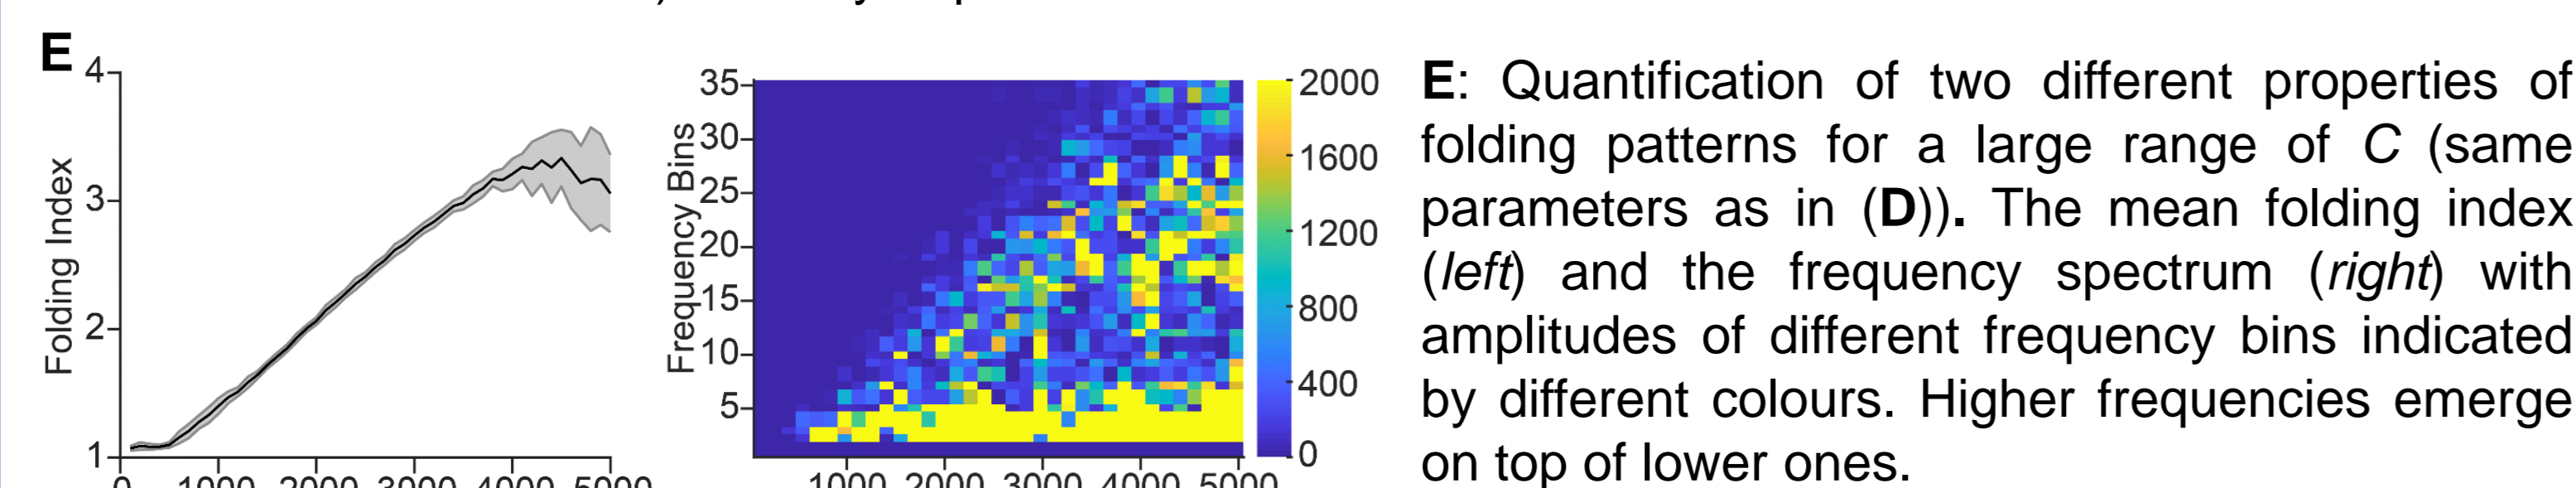 E
4
3
2
1
Folding Index
0 1000 2000 3000 4000 5000
35
30
25
20
15
10
5
Frequency Bins
1000 2000 3000 4000 5000
2000
1600
1200
800
400
0
E: Quantification of two different properties of
folding patterns for a large range of C (same
parameters as in (D)). The mean folding index
(left) and the frequency spectrum (right) with
amplitudes of different frequency bins indicated
by different colours. Higher frequencies emerge
on top of lower ones.